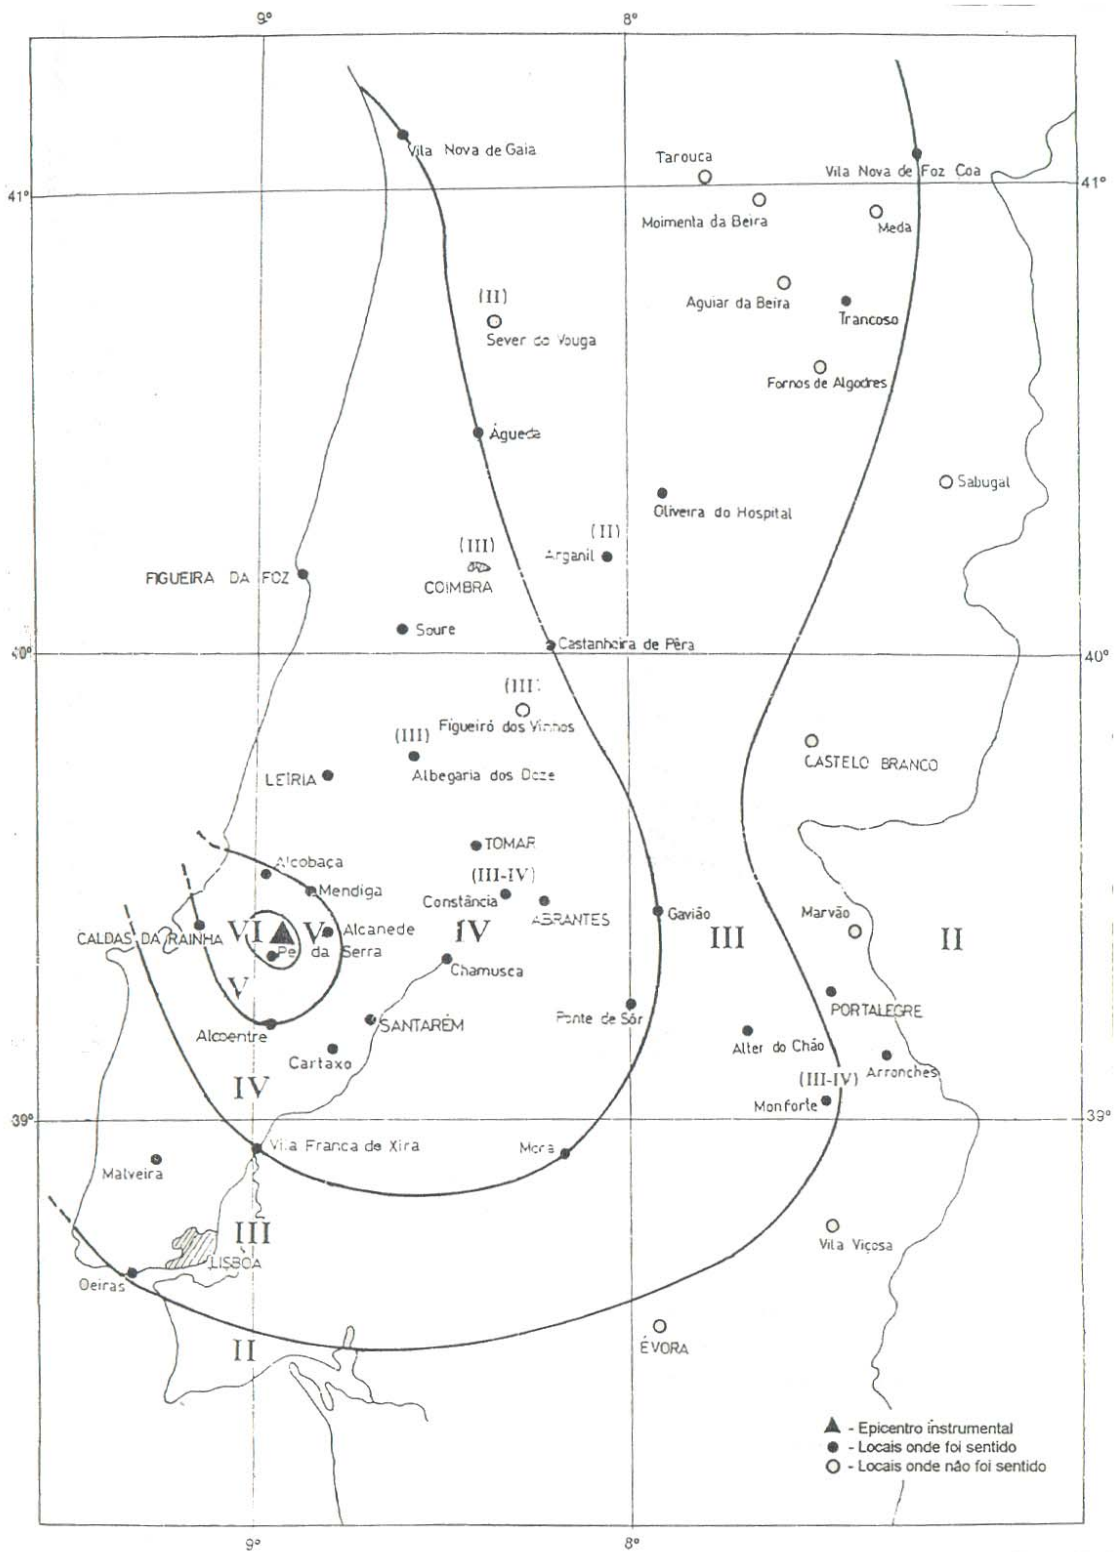 9° 8°
Vila Nova de Gaia
Tarouca
Vila Nova de Foz Coa
41° 41°
Moimenta da Beira
Meda
(II)
Sever do Vouga
Aguiar da Beira
Trancoso
Fornos de Algodres
Águeda
Sabugal
Oliveira do Hospital
(II)
Arganil
(III)
COIMBRA
FIGUEIRA DA FOZ
Soure
Castanheira de Pêra
40° 40°
(III)
Figueiró dos Vinhos
(III)
Albegaria dos Doze
CASTELO BRANCO
LEIRIA
TOMAR
Alcobaça
Mendiga
(III-IV)
Constância
ABRANTES
Gavião
Marvão
CALDAS DA RAINHA
VI V
Alcanede
IV
III
II
Pé da Serra
Chamusca
V
PORTALEGRE
Ponte de Sôr
SANTARÉM
Alcoentre
Cartaxo
Alter do Chão
Arronches
(III-IV)
Monforte
IV
39° 39°
Vila Franca de Xira
Mora
Malveira
III
LISBOA
Oeiras
Vila Viçosa
II
ÉVORA
- Epicentro instrumental
- Locais onde foi sentido
- Locais onde não foi sentido
9° 8°